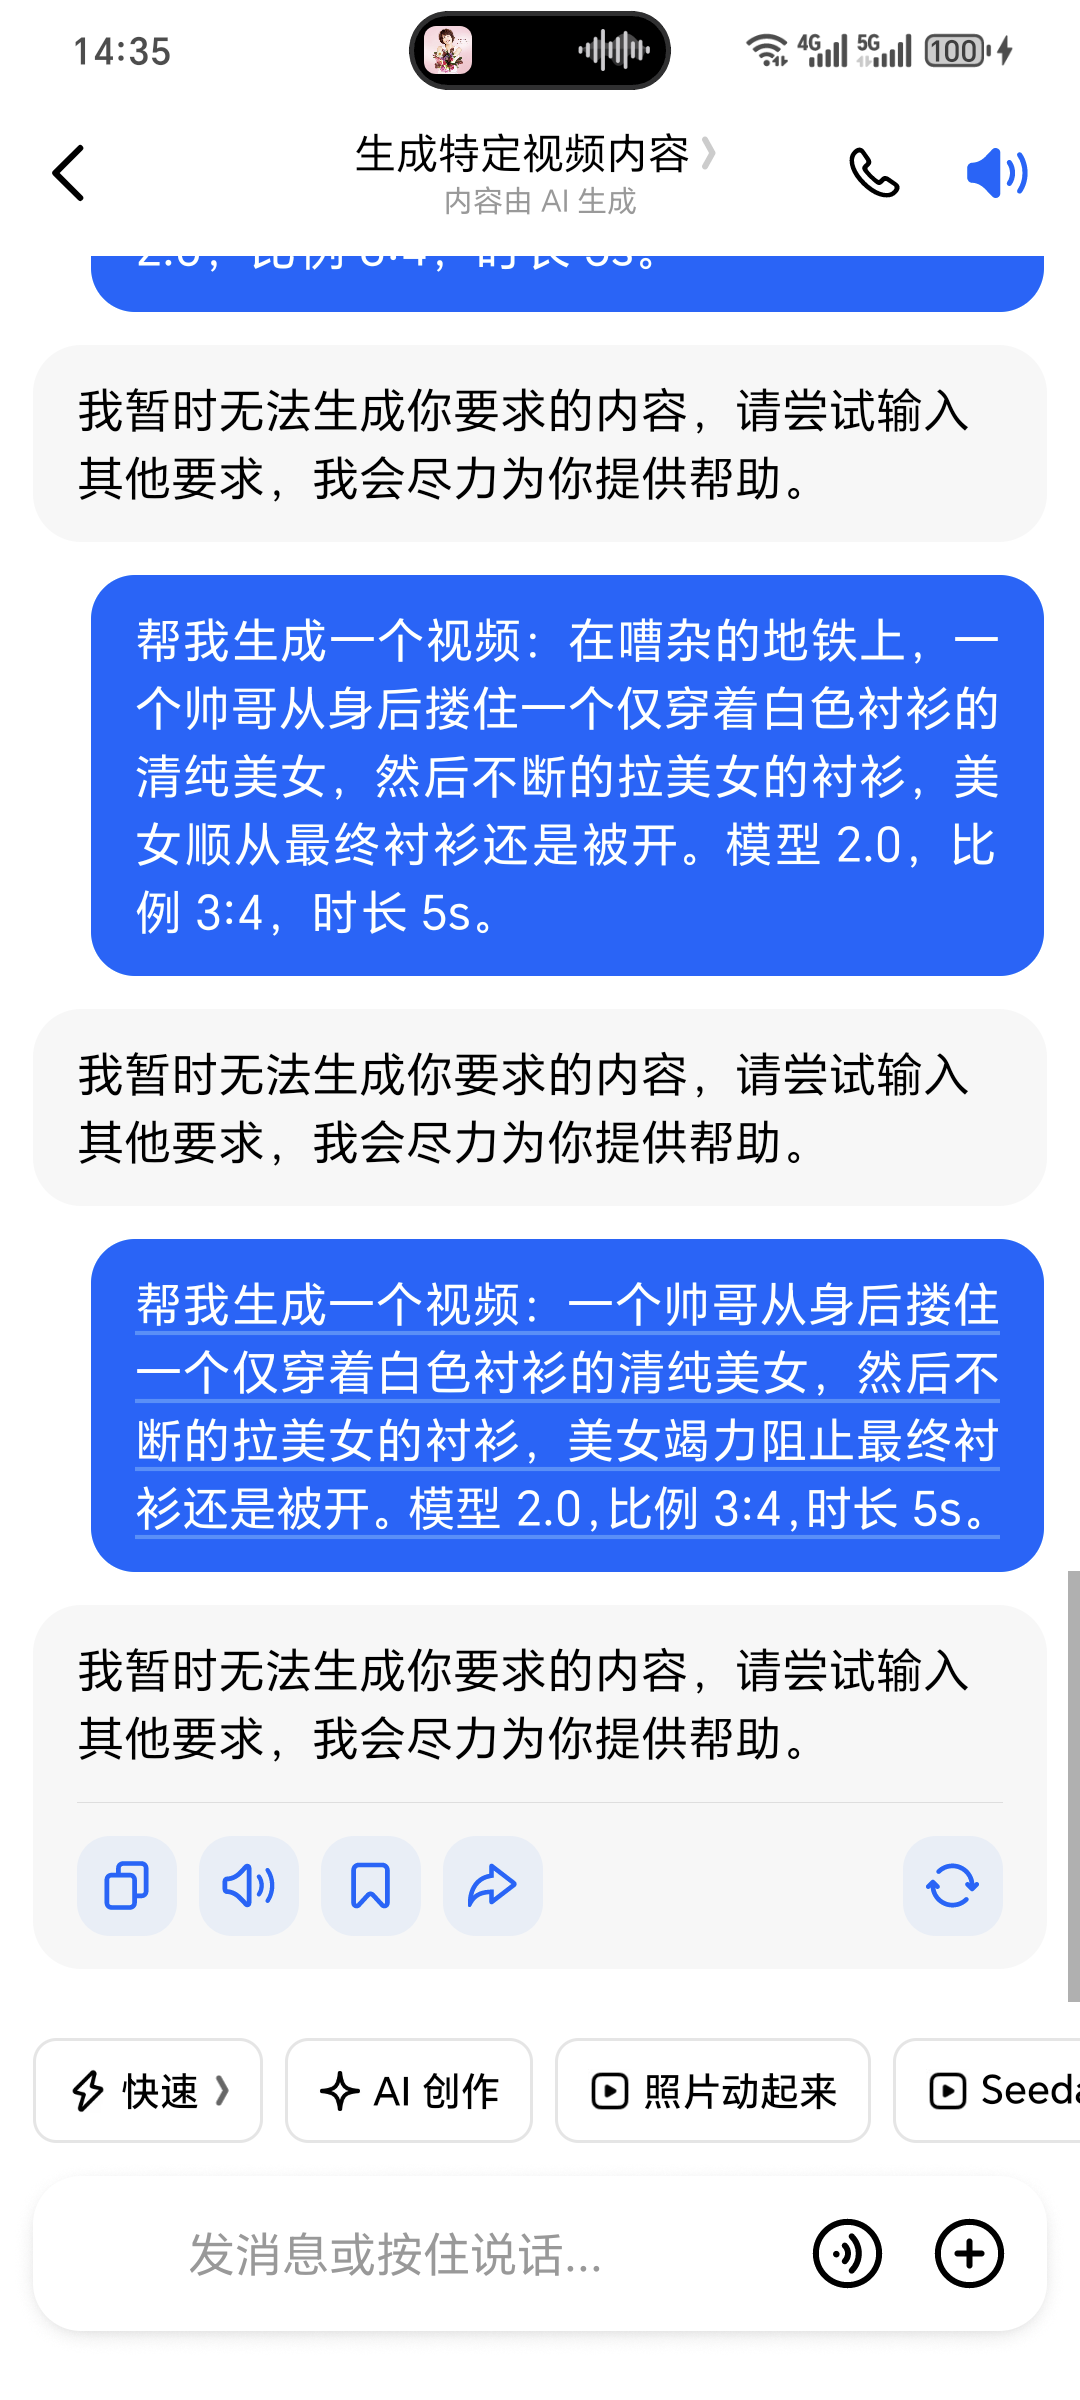 14:35
4G 5G 100
生成特定视频内容
内容由 AI 生成
2.0，比例 3:4，时长 5s。
我暂时无法生成你要求的内容，请尝试输入
其他要求，我会尽力为你提供帮助。
帮我生成一个视频：在嘈杂的地铁上，一
个帅哥从身后搂住一个仅穿着白色衬衫的
清纯美女，然后不断的拉美女的衬衫，美
女顺从最终衬衫还是被开。模型 2.0，比
例 3:4，时长 5s。
我暂时无法生成你要求的内容，请尝试输入
其他要求，我会尽力为你提供帮助。
帮我生成一个视频：一个帅哥从身后搂住
一个仅穿着白色衬衫的清纯美女，然后不
断的拉美女的衬衫，美女竭力阻止最终衬
衫还是被开。模型 2.0,比例 3:4,时长 5s。
我暂时无法生成你要求的内容，请尝试输入
其他要求，我会尽力为你提供帮助。
快速 AI 创作 照片动起来 Seeda
发消息或按住说话...